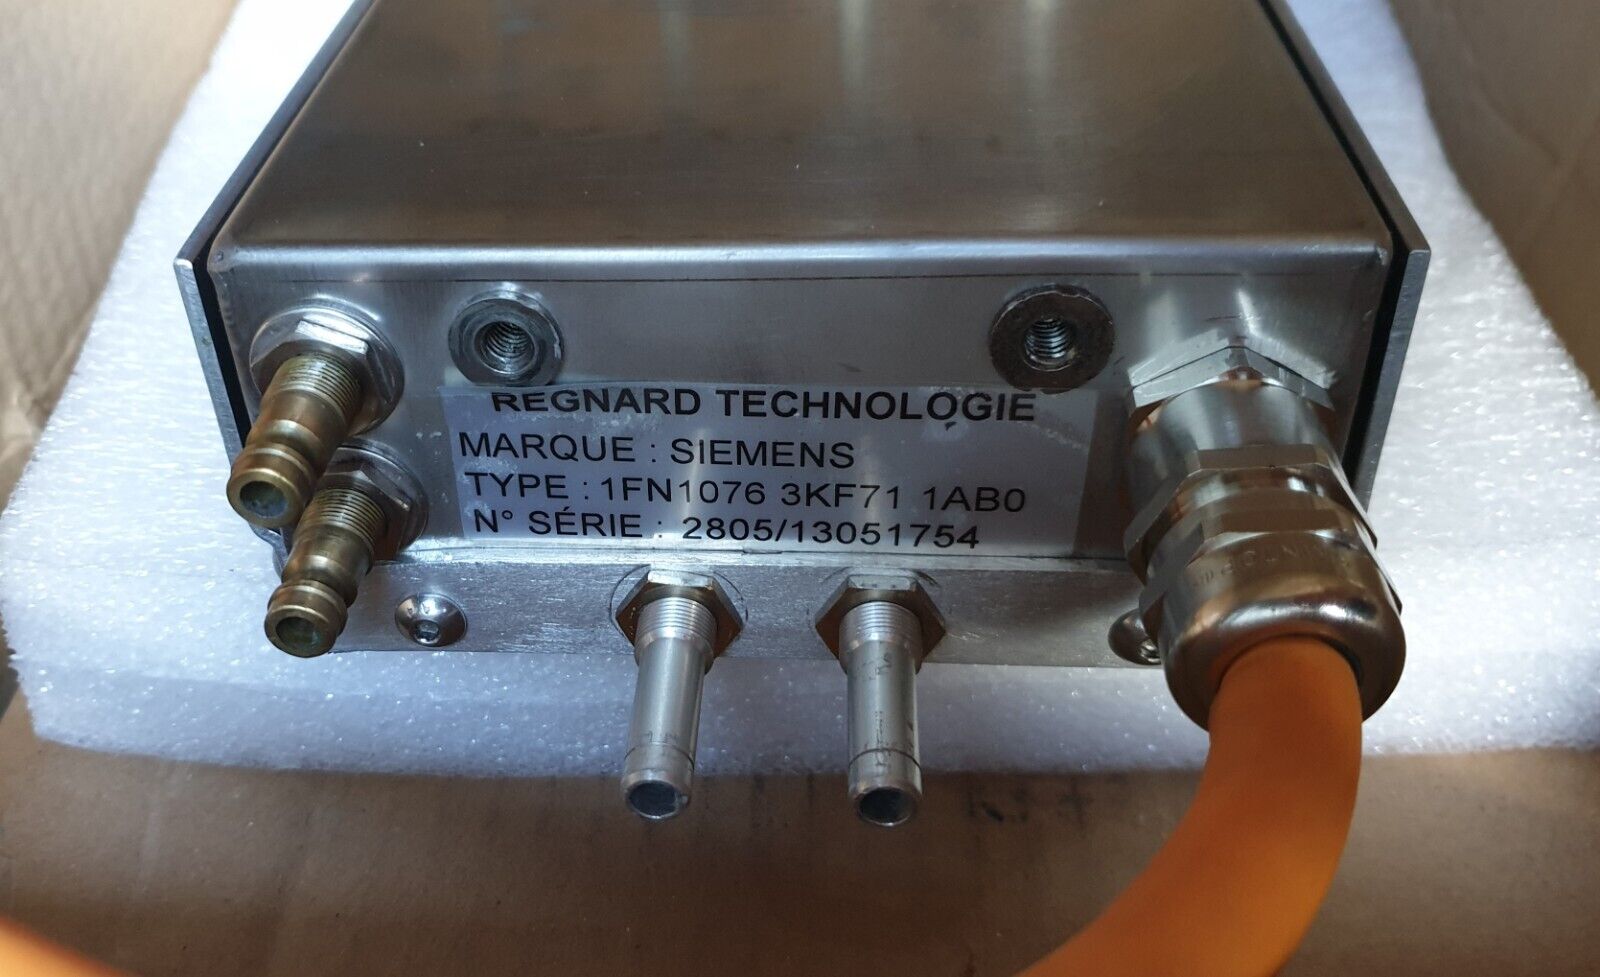 REGNARD TECHNOLOGIE
MARQUE : SIEMENS
TYPE : 1FN1076 3KF71 1AB0
N° SÉRIE : 2805/13051754